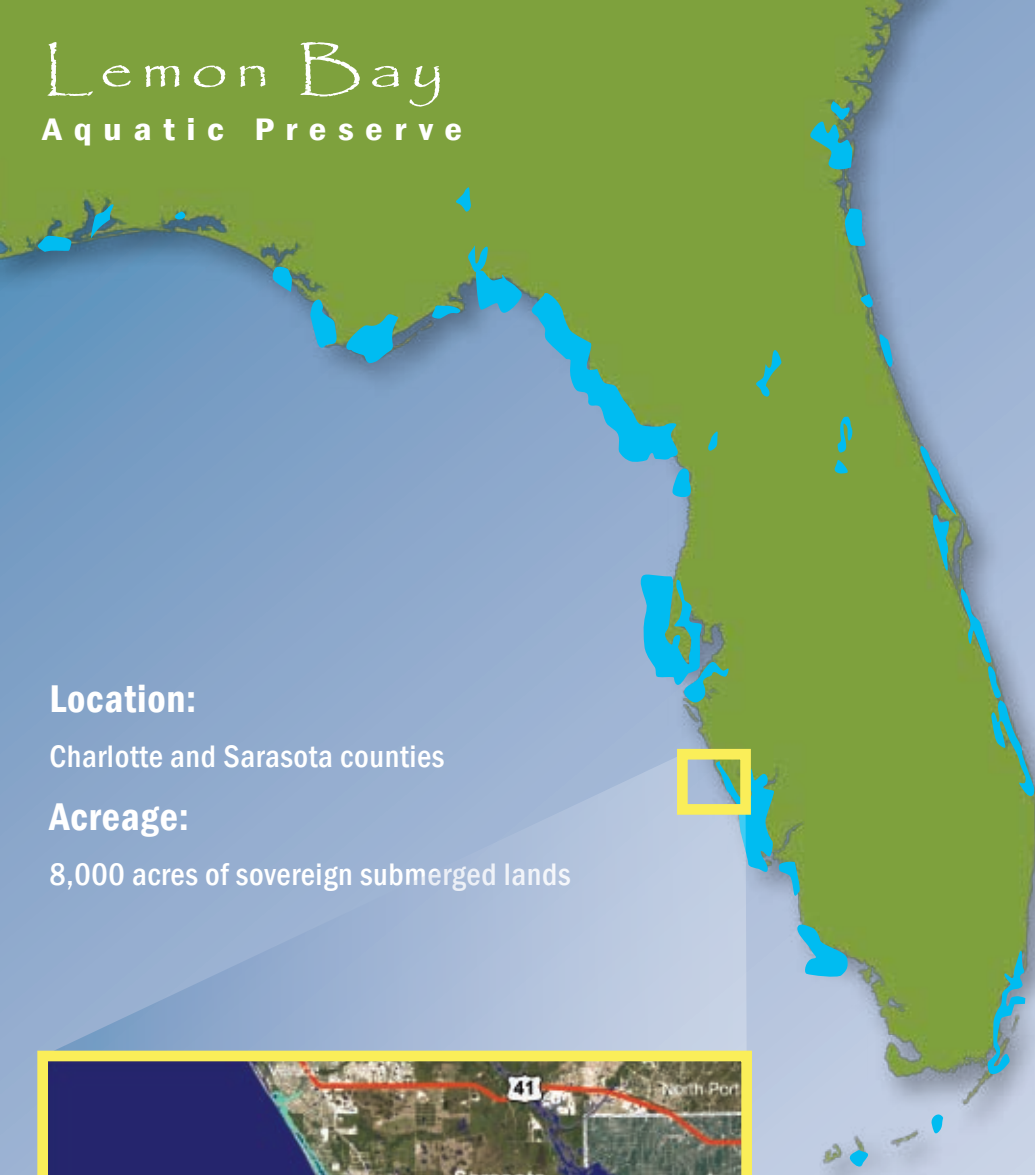 Lemon Bay
Aquatic Preserve
Location:
Charlotte and Sarasota counties
Acreage:
8,000 acres of sovereign submerged lands
41
North Port